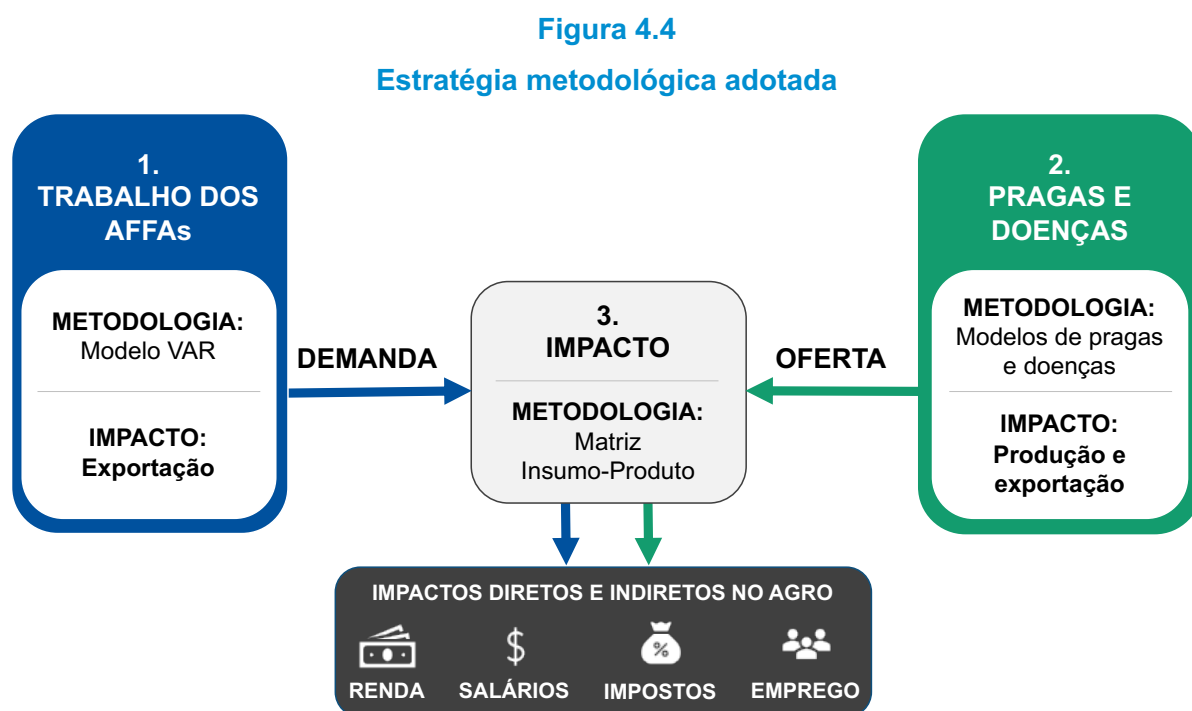 Figura 4.4
Estratégia metodológica adotada
1.
TRABALHO DOS
AFFAs
METODOLOGIA:
Modelo VAR
IMPACTO:
Exportação
DEMANDA
3.
IMPACTO
METODOLOGIA:
Matriz
Insumo-Produto
OFERTA
2.
PRAGAS E
DOENÇAS
METODOLOGIA:
Modelos de pragas
e doenças
IMPACTO:
Produção e
exportação
IMPACTOS DIRETOS E INDIRETOS NO AGRO
$
%
RENDA
SALÁRIOS
IMPOSTOS
EMPREGO